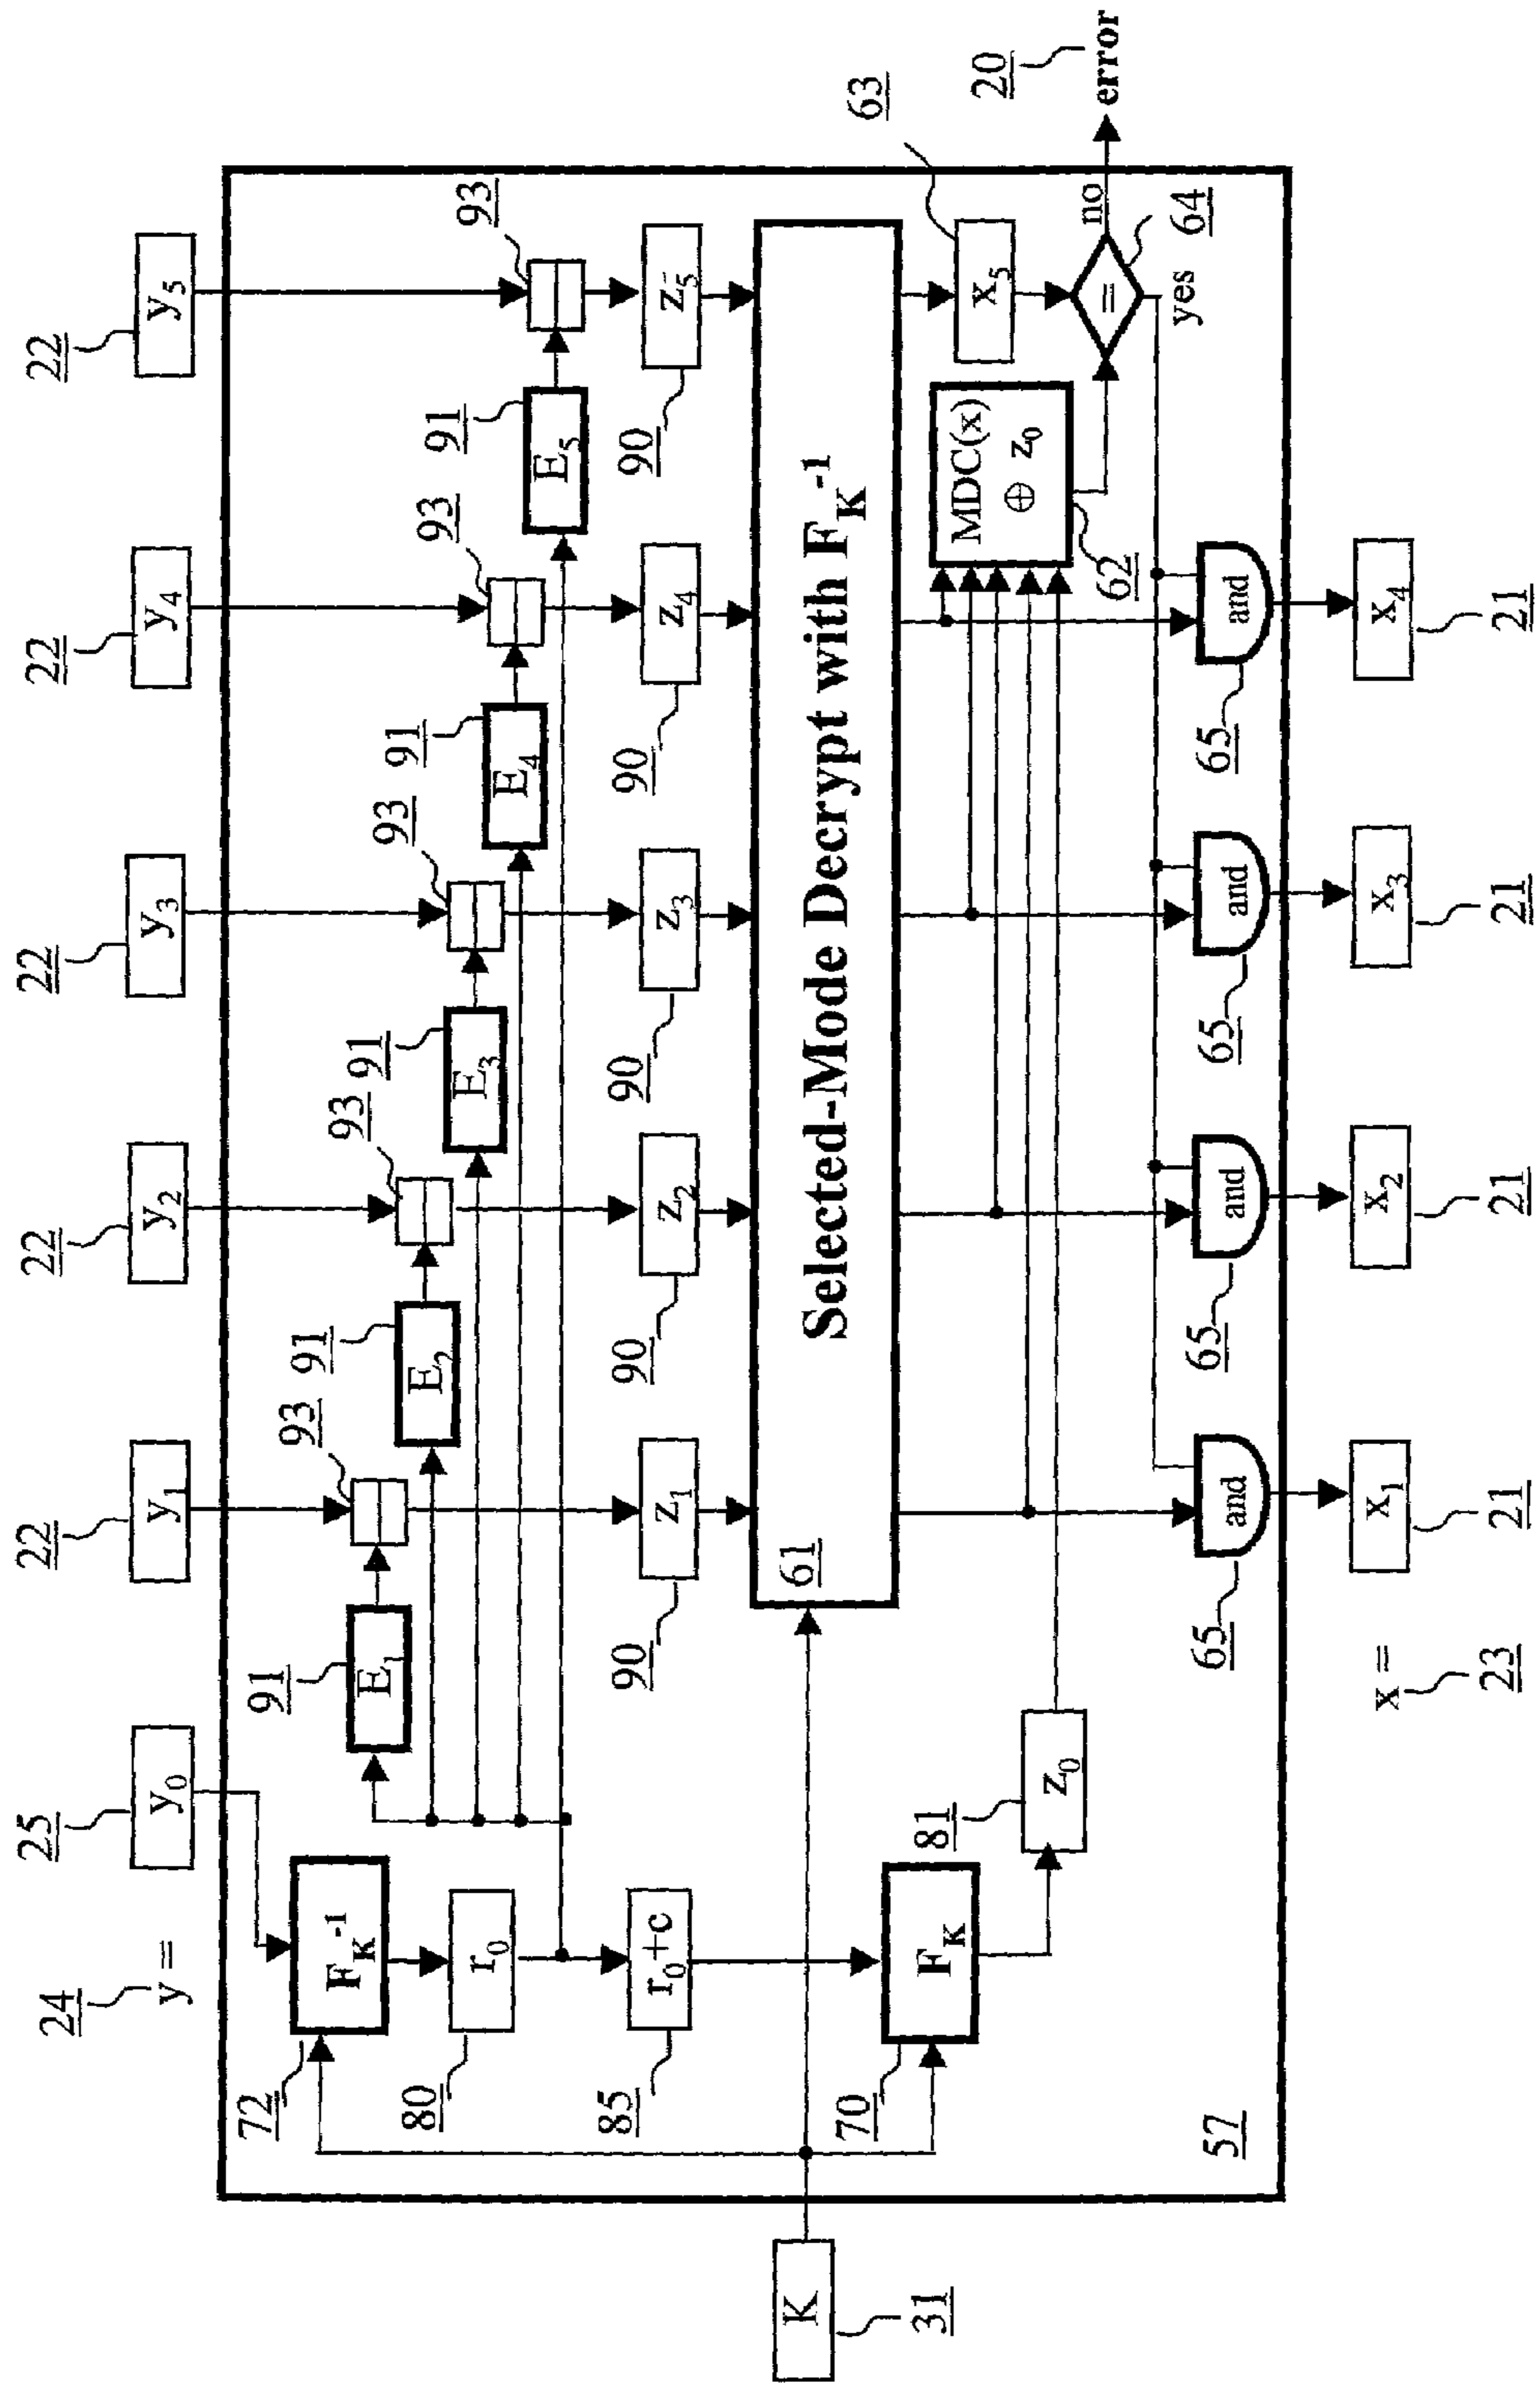 24 25 22 22 22 22 22
y = y₀ y₁ y₂ y₃ y₄ y₅
72 F_K⁻¹
91 E₁ 93
91 E₂ 93
91 E₃ 93
91 E₄ 93
91 E₅ 93
80 r₀
85 r₀+c
z₁ z₂ z₃ z₄ z₅
90 90 90 90 90
K
31
61 Selected-Mode Decrypt with F_K⁻¹
70 F_K
81 z₀
MDC(x)
⊕ z₀
62
x₅ 63
= 64
no
yes
20
error
and and and and
65 65 65 65
57
x = x₁ x₂ x₃ x₄
23 21 21 21 21